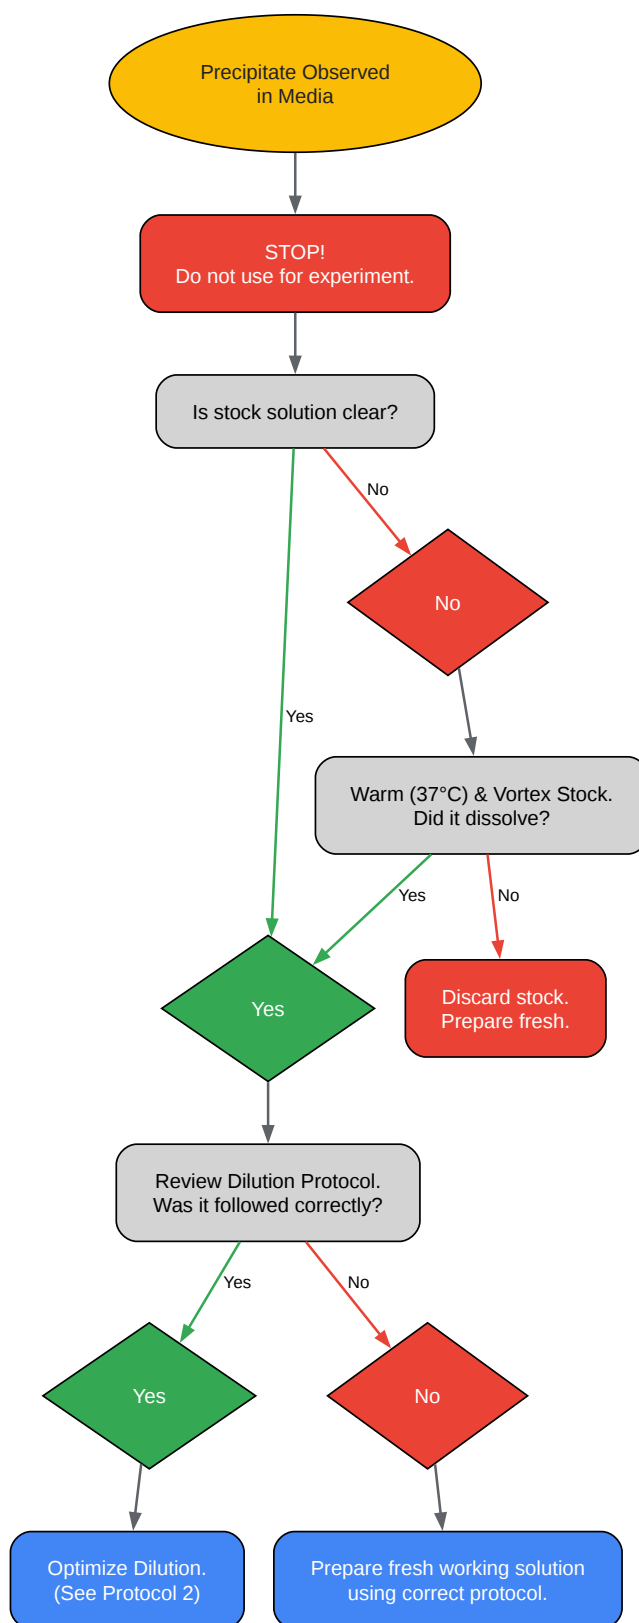 Precipitate Observed
in Media
STOP!
Do not use for experiment.
Is stock solution clear?
No
No
Yes
Warm (37°C) & Vortex Stock.
Did it dissolve?
Yes
No
Yes
Discard stock.
Prepare fresh.
Review Dilution Protocol.
Was it followed correctly?
Yes
No
Yes
No
Optimize Dilution.
(See Protocol 2)
Prepare fresh working solution
using correct protocol.